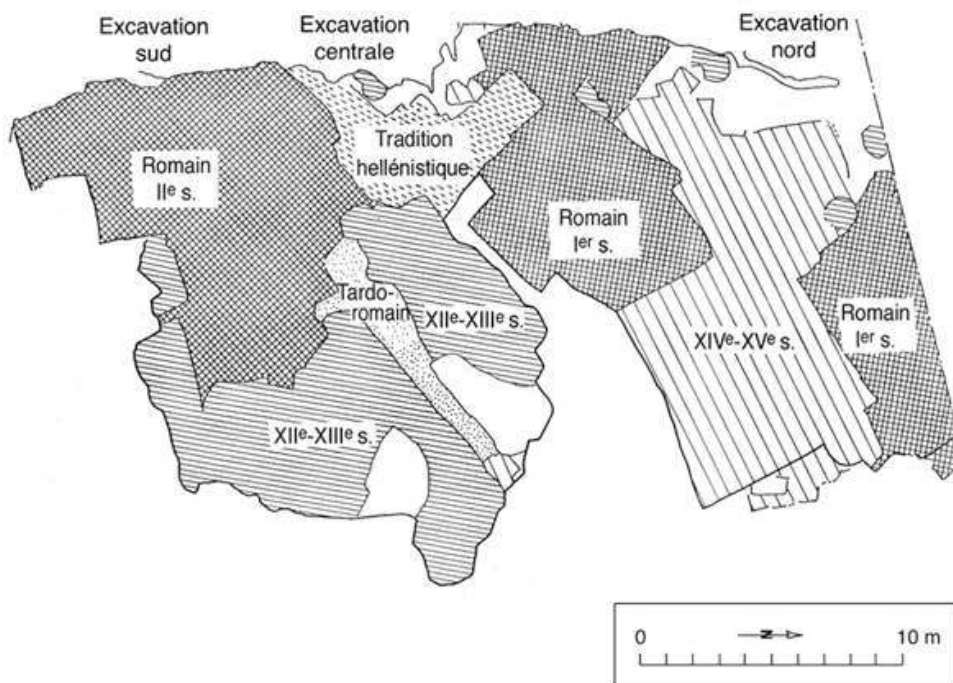 Excavation
sud
Excavation
centrale
Excavation
nord
Tradition
hellénistique
Romain
IIe s.
Romain
Ier s.
Tardo-
romain
XIIe-XIIIe s.
XIVe-XVe s.
Romain
Ier s.
XIIe-XIIIe s.
0 N 10 m